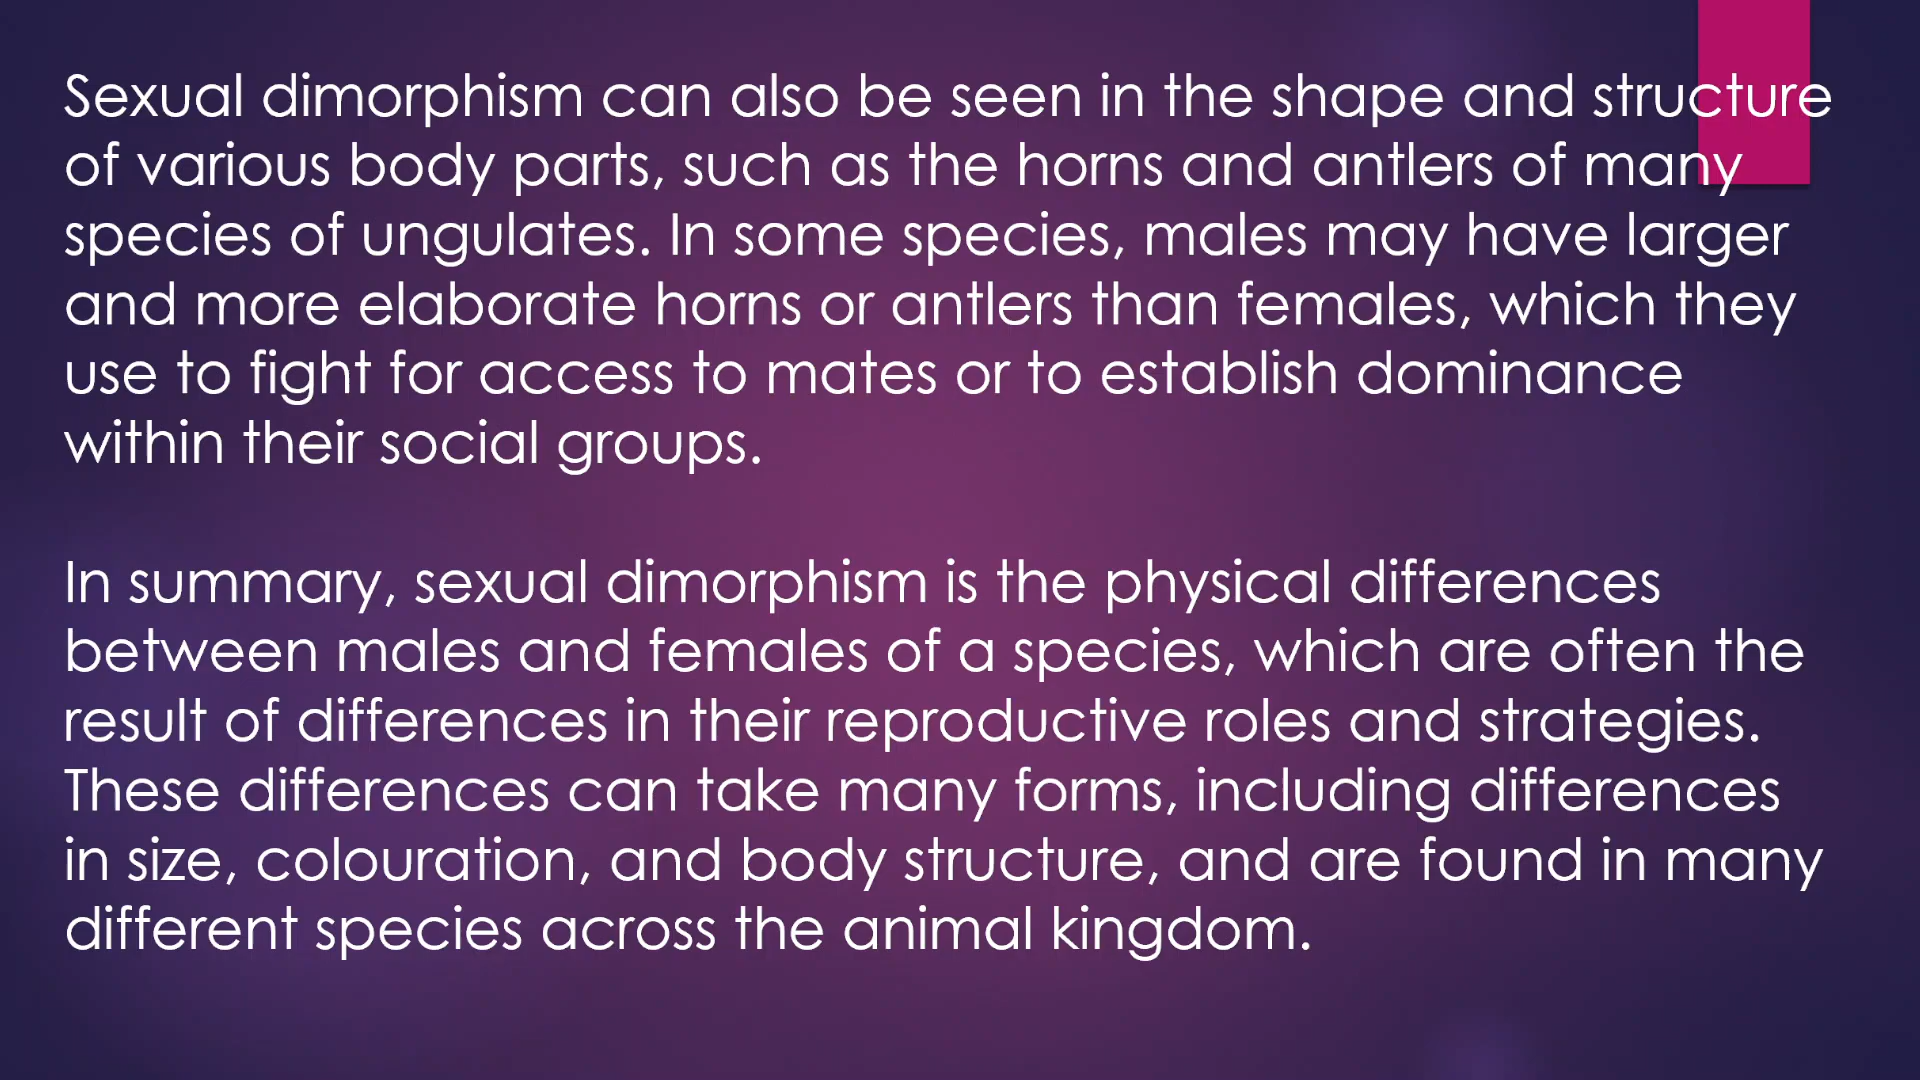 Sexual dimorphism can also be seen in the shape and structure
of various body parts, such as the horns and antlers of many
species of ungulates. In some species, males may have larger
and more elaborate horns or antlers than females, which they
use to fight for access to mates or to establish dominance
within their social groups.
In summary, sexual dimorphism is the physical differences
between males and females of a species, which are often the
result of differences in their reproductive roles and strategies.
These differences can take many forms, including differences
in size, colouration, and body structure, and are found in many
different species across the animal kingdom.